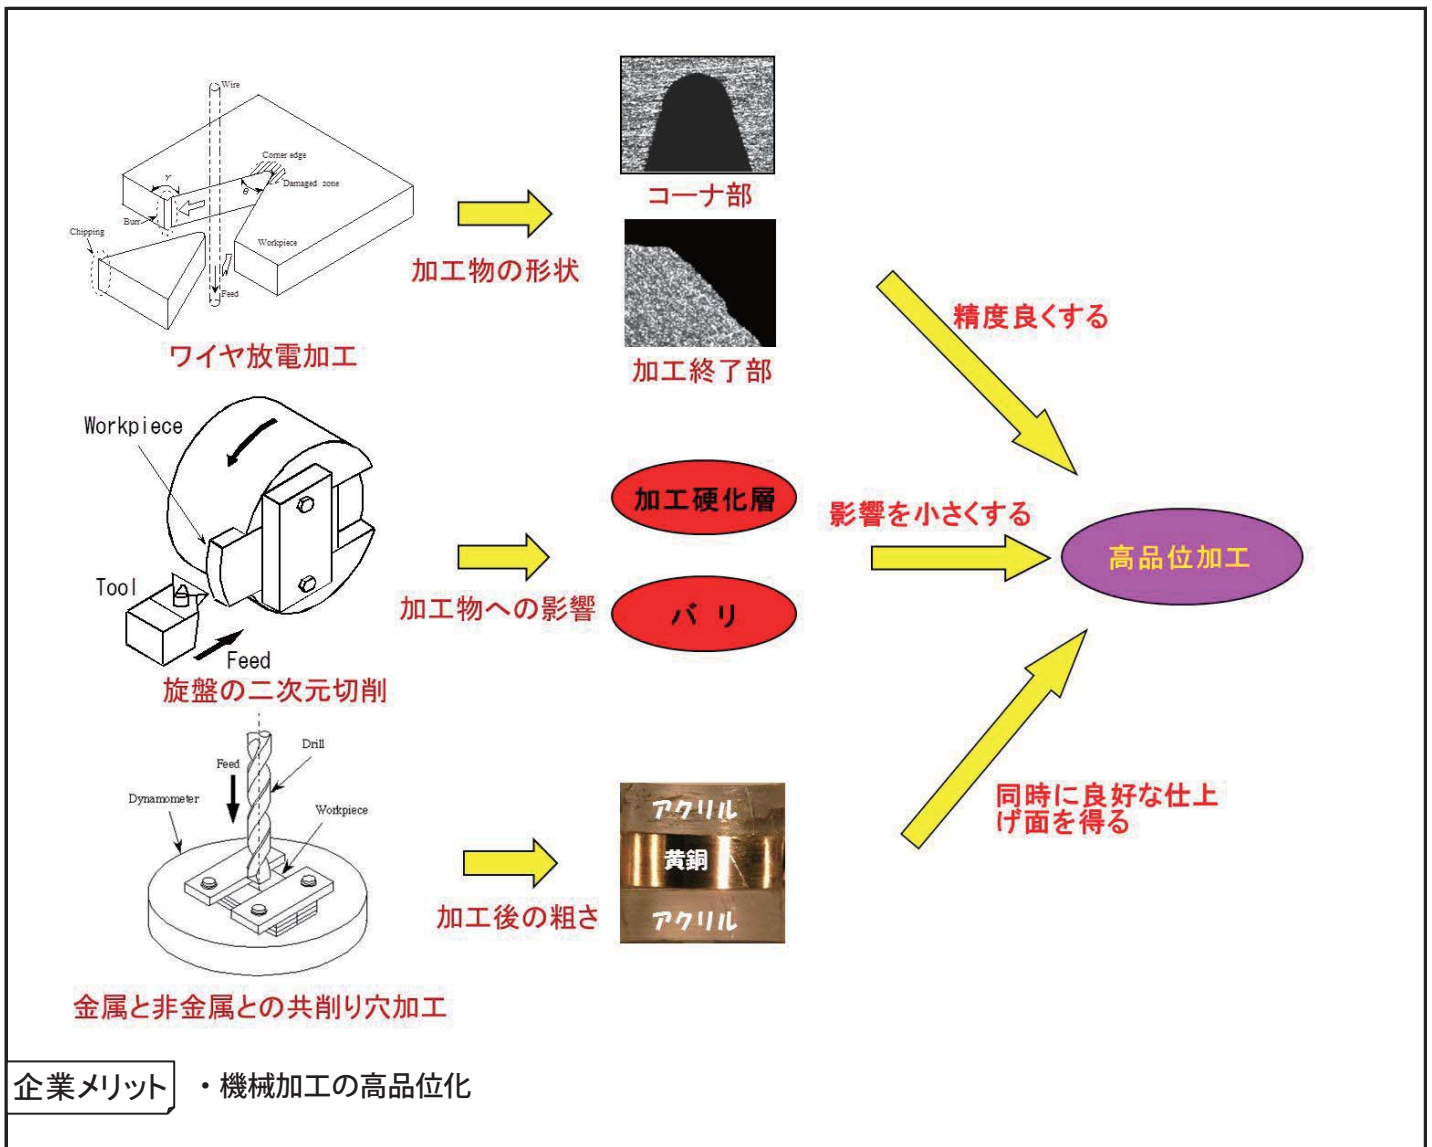 Wire
Corner edge
Damaged zone
γ
θ
Burr
Chipping
Workpiece
Feed
ワイヤ放電加工
加工物の形状
コーナ部
加工終了部
精度良くする
Workpiece
Tool
Feed
旋盤の二次元切削
加工物への影響
加工硬化層
バリ
影響を小さくする
高品位加工
Drill
Feed
Dynamometer
Workpiece
金属と非金属との共削り穴加工
加工後の粗さ
アクリル
黄銅
アクリル
同時に良好な仕上
げ面を得る
企業メリット
・機械加工の高品位化